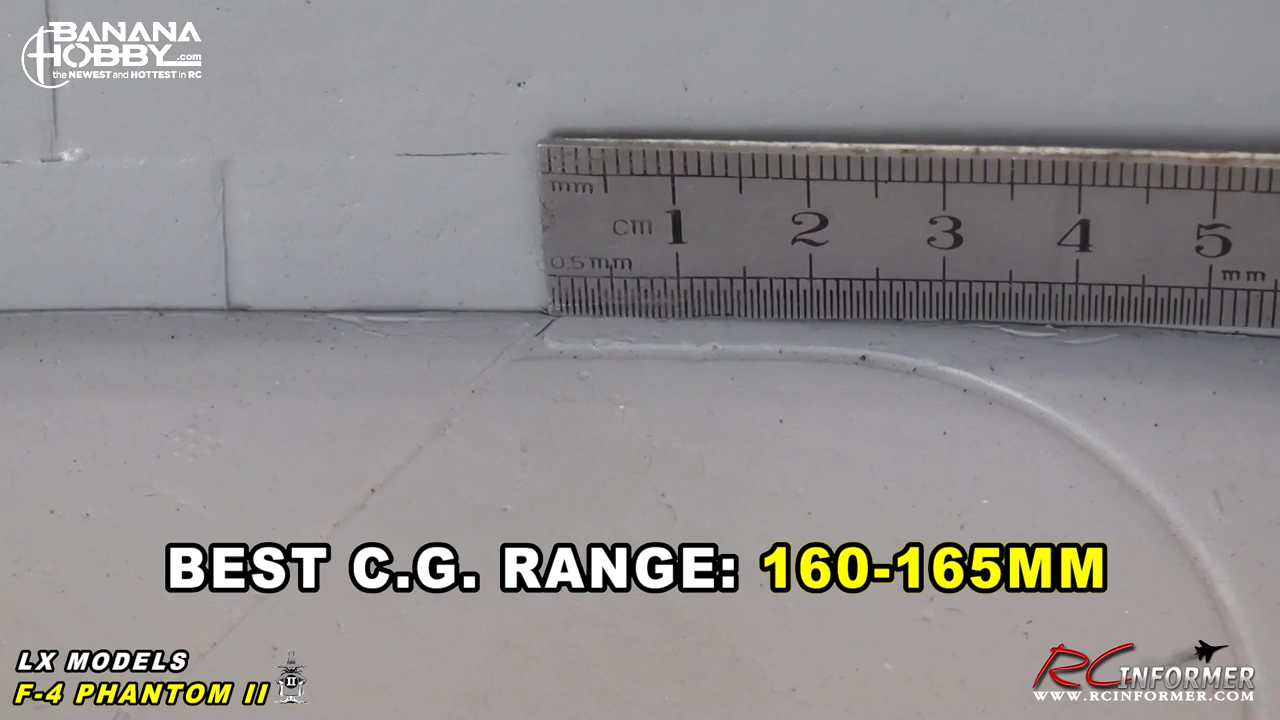 BANANA
HOBBY.com
the NEWEST and HOTTEST in RC
mm
cm 1 2 3 4 5
0.5mm
mm
BEST C.G. RANGE: 160-165MM
LX MODELS
F-4 PHANTOM II
II
RCINFORMER
WWW.RCINFORMER.COM